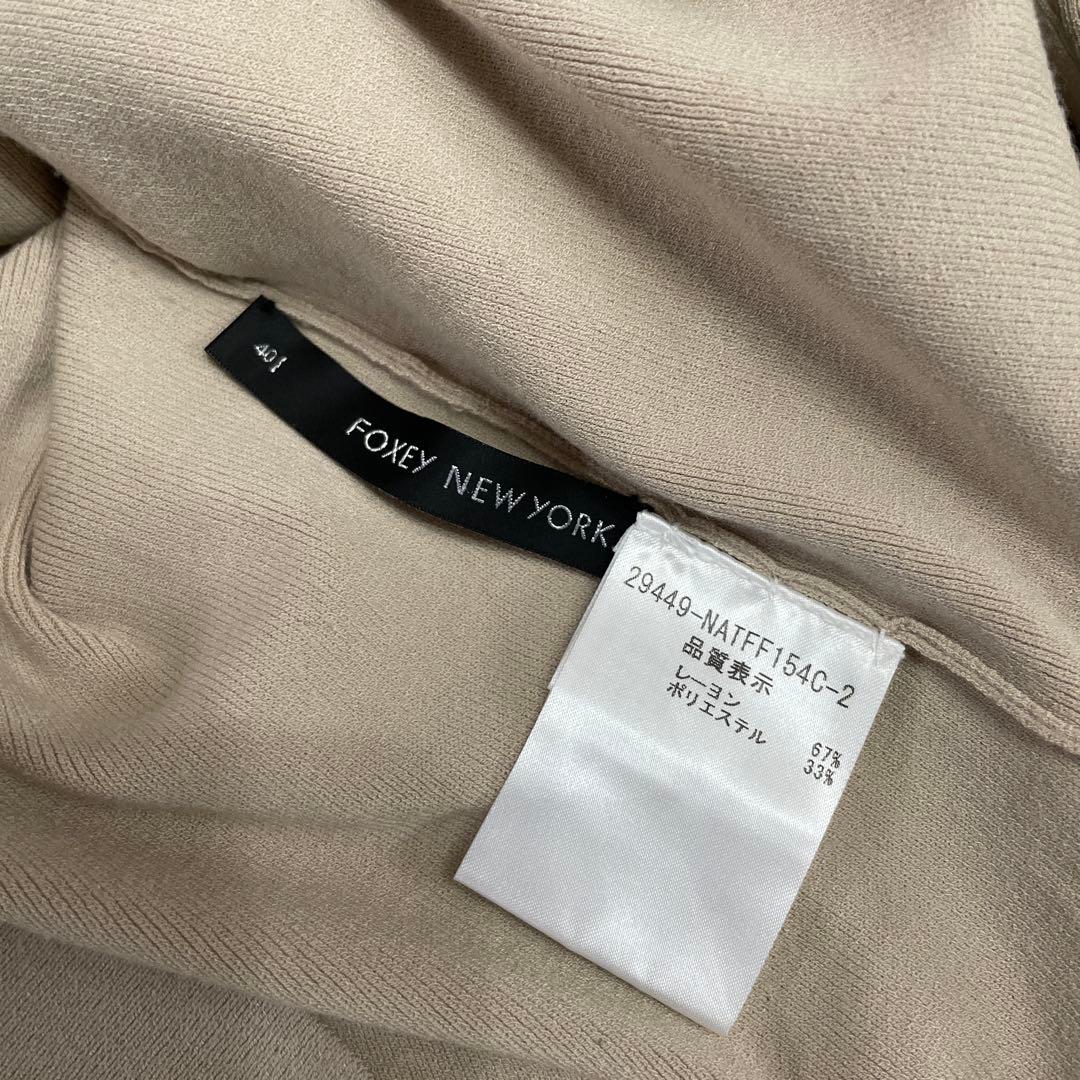 40
FOXEY NEW YORK
29449-NATFF154C-2
品質表示
レーヨン 67%
ポリエステル 33%